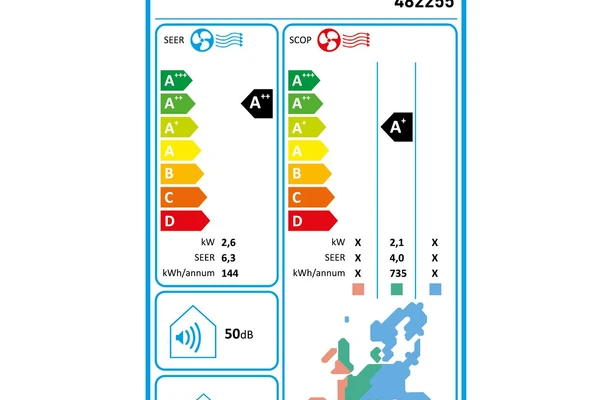 482255
SEER
A+++
A++
A+
A
B
C
D
A++
kW 2,6
SEER 6,3
kWh/annum 144
SCOP
A+++
A++
A+
A
B
C
D
A+
kW X 2,1 X
SEER X 4,0 X
kWh/annum X 735 X
50dB